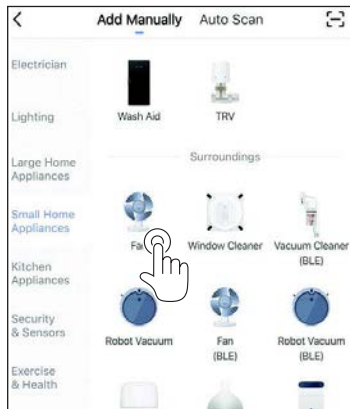 Add Manually Auto Scan
Electrician
Lighting
Large Home
Appliances
Small Home
Appliances
Kitchen
Appliances
Security
& Sensors
Exercise
& Health
Wash Aid TRV
Surroundings
Fan Window Cleaner Vacuum Cleaner
(BLE)
Robot Vacuum Fan Robot Vacuum
(BLE) (BLE)